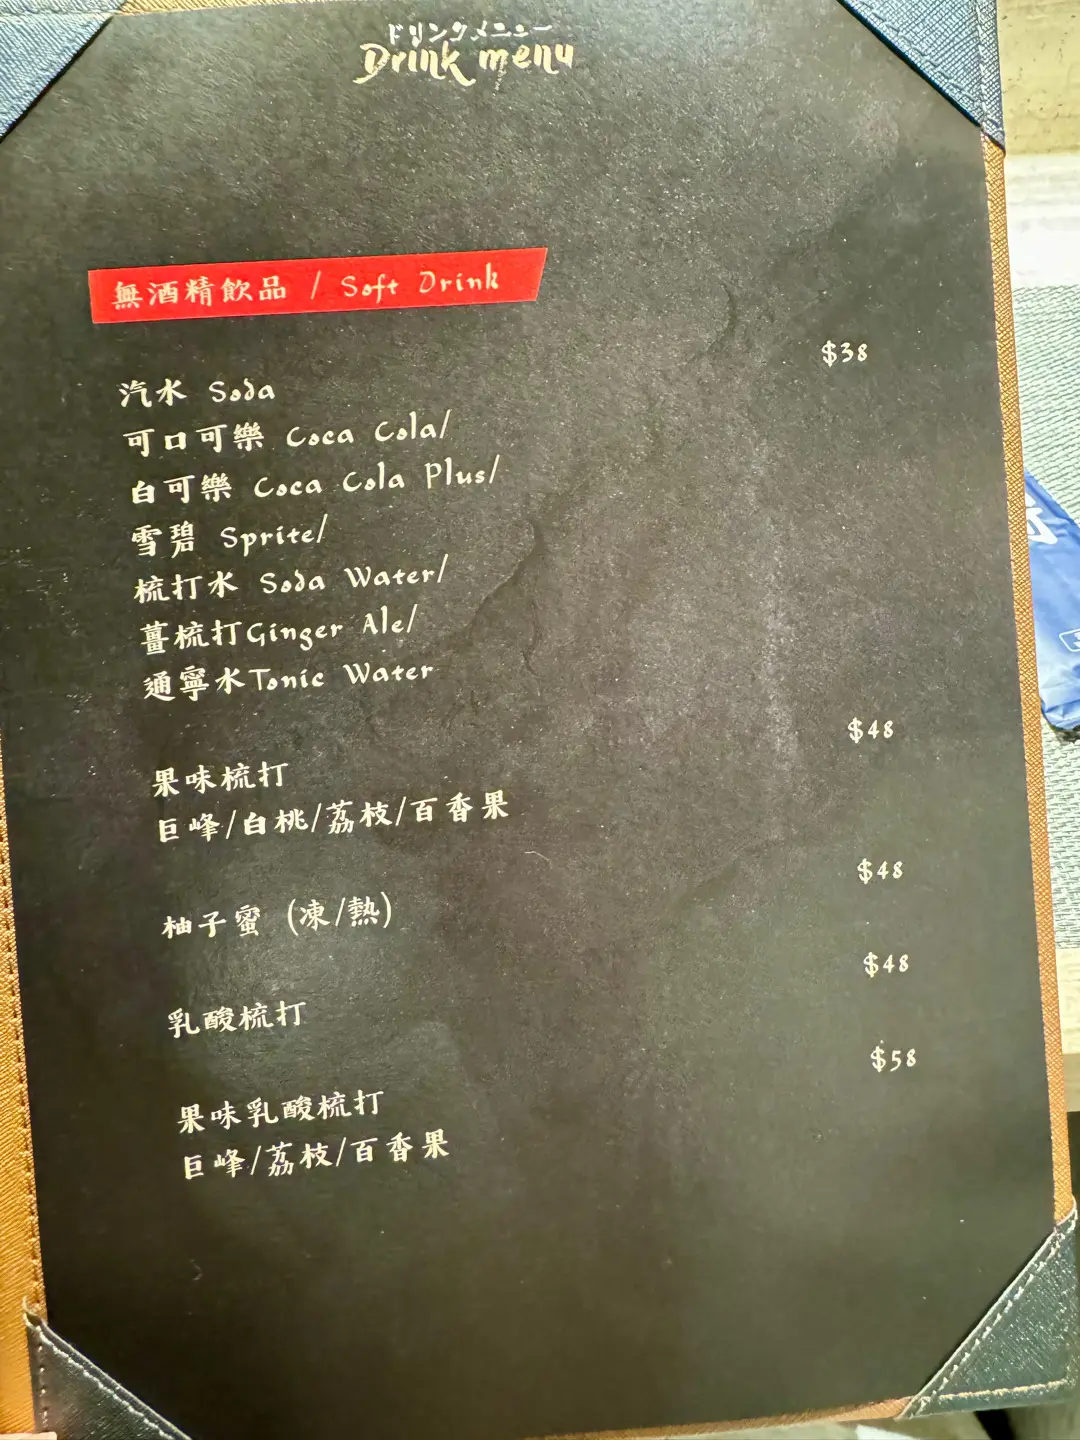 ドリンクメニュー
Drink menu
無酒精飲品 / Soft Drink
$38
汽水 Soda
可口可樂 Coca Cola/
白可樂 Coca Cola Plus/
雪碧 Sprite/
梳打水 Soda Water/
薑梳打Ginger Ale/
通寧水Tonic Water
$48
果味梳打
巨峰/白桃/荔枝/百香果
$48
柚子蜜 (凍/熱)
$48
乳酸梳打
$58
果味乳酸梳打
巨峰/荔枝/百香果